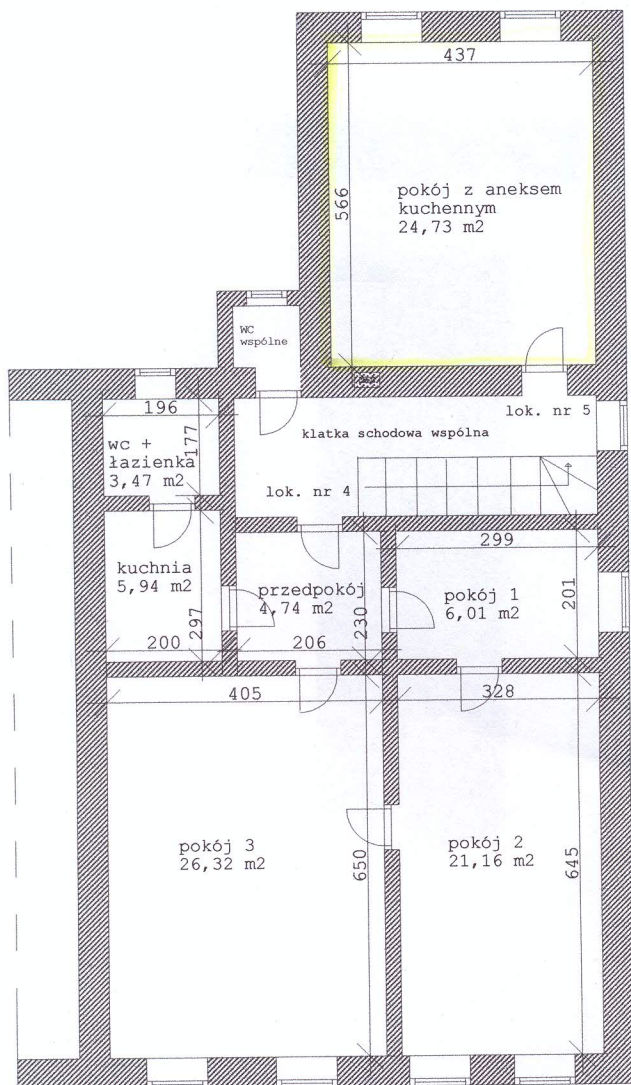 437
566
pokój z aneksem
kuchennym
24,73 m2
WC
wspólne
196
177
wc +
łazienka
3,47 m2
lok. nr 5
klatka schodowa wspólna
lok. nr 4
299
kuchnia
5,94 m2
297
200
przedpokój
4,74 m2
230
206
pokój 1
6,01 m2
201
405
328
pokój 3
26,32 m2
650
pokój 2
21,16 m2
645